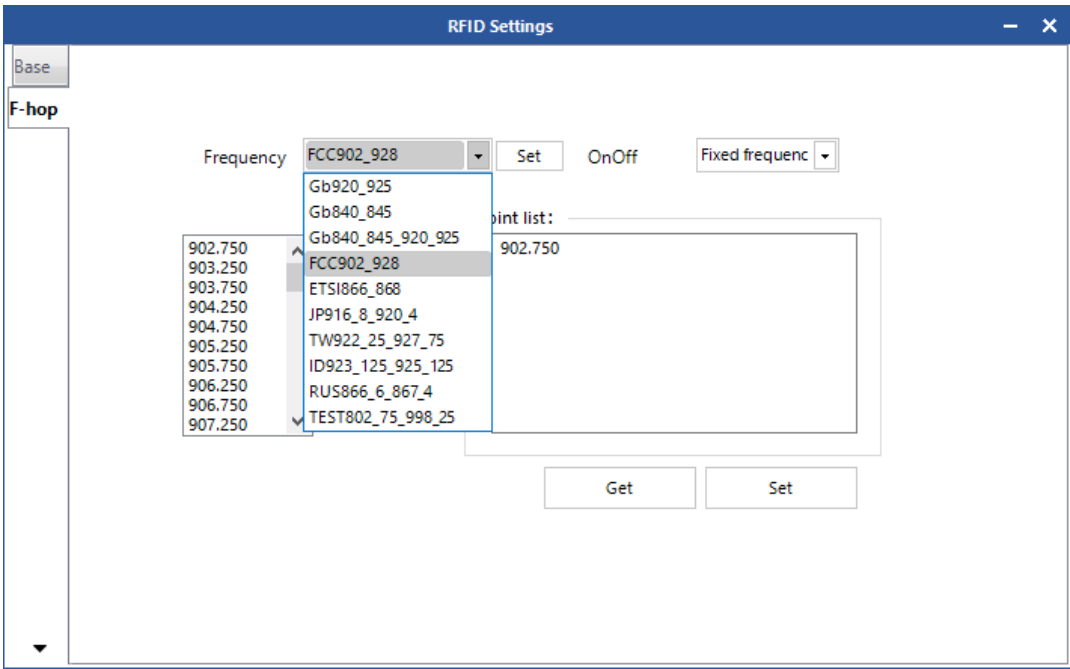 RFID Settings
Base
F-hop
Frequency FCC902_928 Set OnOff Fixed frequenc
Gb920_925
Gb840_845
Gb840_845_920_925
FCC902_928
ETSI866_868
JP916_8_920_4
TW922_25_927_75
ID923_125_925_125
RUS866_6_867_4
TEST802_75_998_25
902.750
903.250
903.750
904.250
904.750
905.250
905.750
906.250
906.750
907.250
oint list:
902.750
Get Set